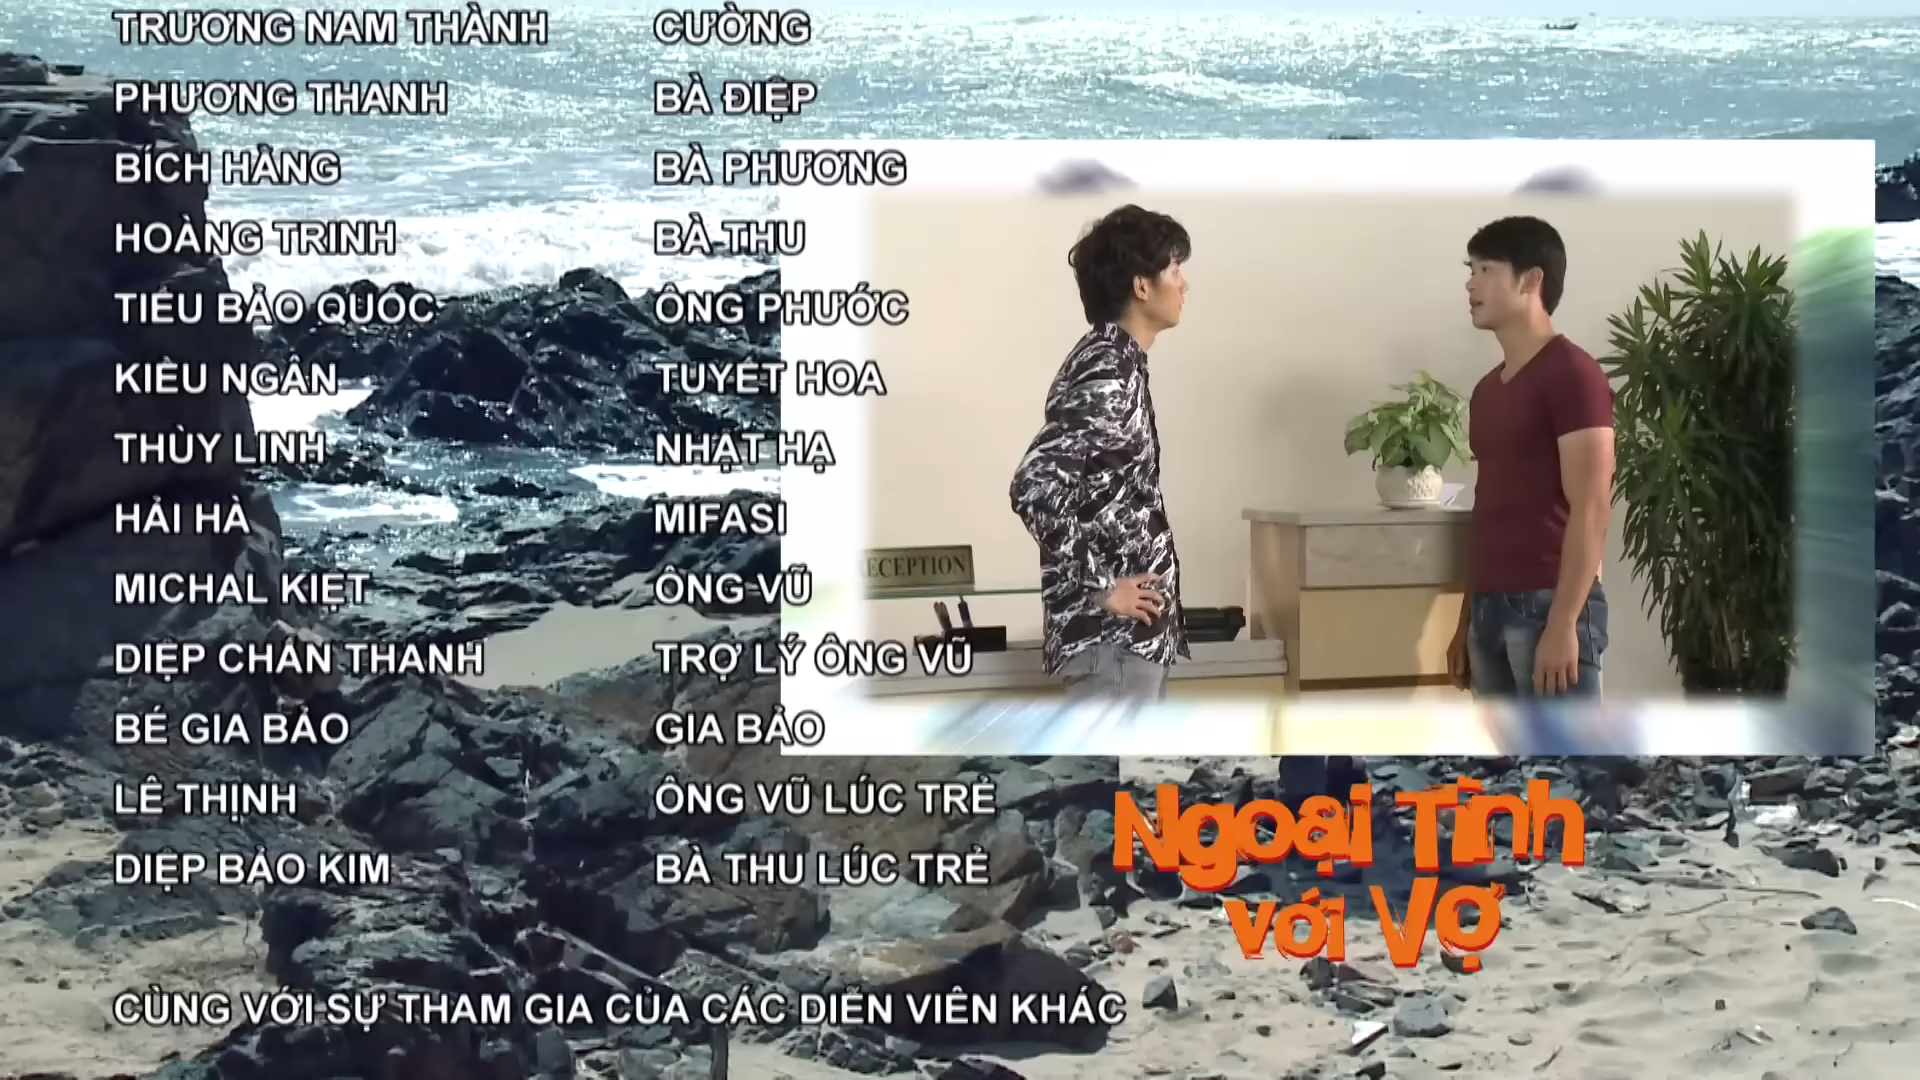 TRƯƠNG NAM THÀNH CƯỜNG
PHƯƠNG THANH BÀ ĐIỆP
BÍCH HẰNG BÀ PHƯƠNG
HOÀNG TRINH BÀ THU
TIỂU BẢO QUỐC ÔNG PHƯỚC
KIỀU NGÂN TUYẾT HOA
THÙY LINH NHẬT HẠ
HẢI HÀ MIFASI
MICHAL KIỆT ÔNG VŨ
DIỆP CHẤN THANH TRỢ LÝ ÔNG VŨ
BÉ GIA BẢO GIA BẢO
LÊ THỊNH ÔNG VŨ LÚC TRẺ
DIỆP BẢO KIM BÀ THU LÚC TRẺ
CÙNG VỚI SỰ THAM GIA CỦA CÁC DIỄN VIÊN KHÁC
RECEPTION
Ngoại Tình
với Vợ